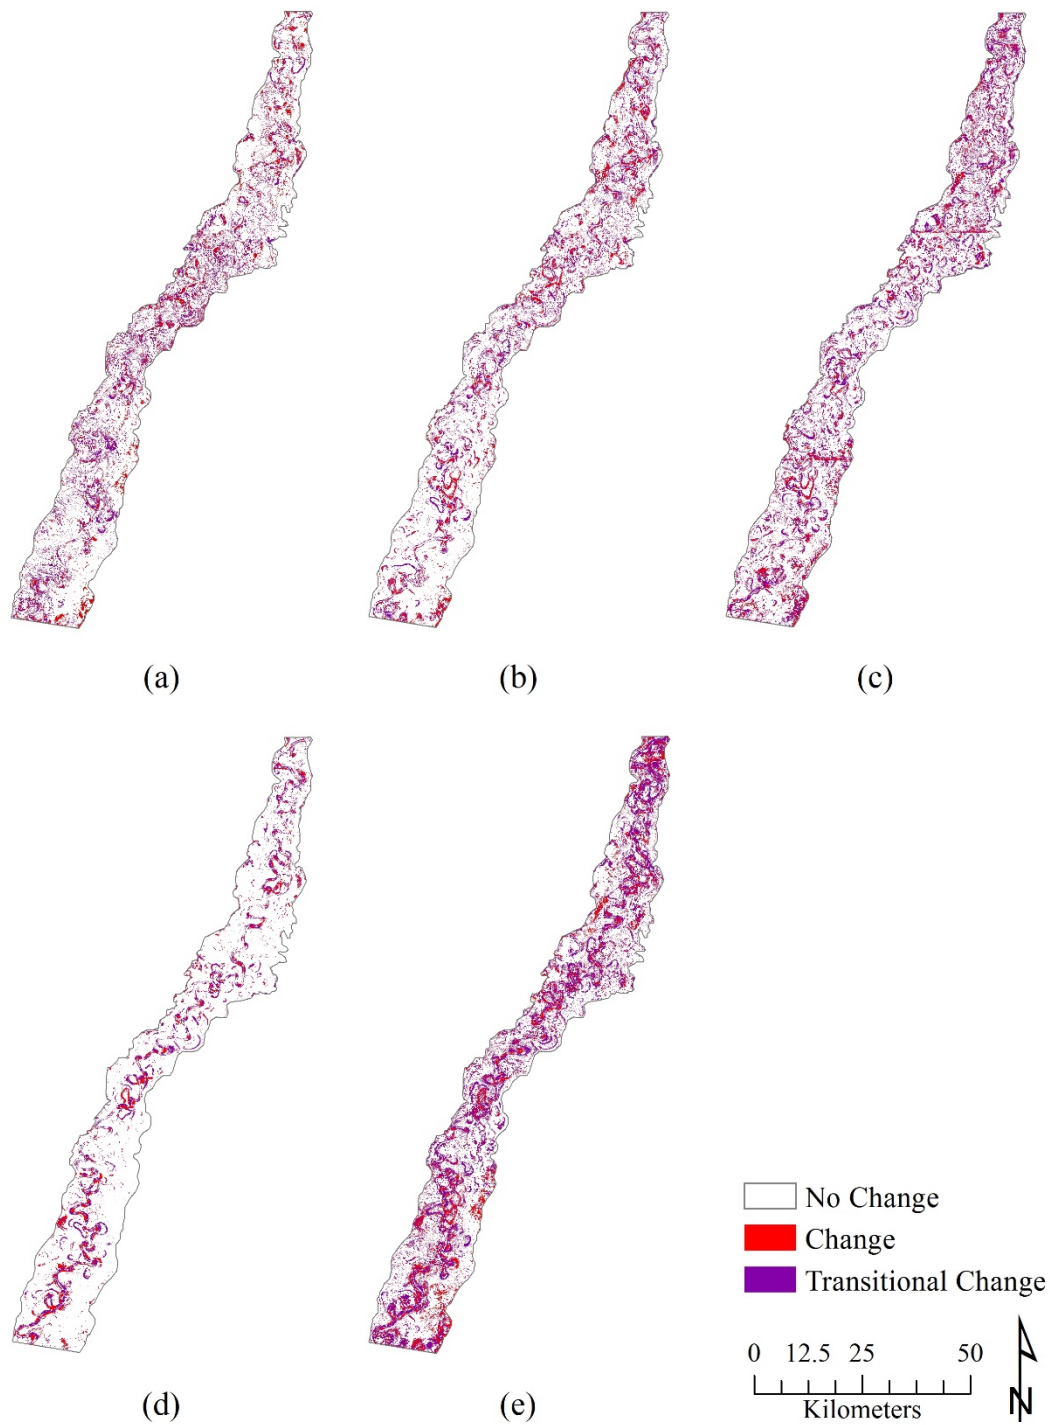 (a)
(b)
(c)
(d)
(e)
No Change
Change
Transitional Change
0 12.5 25 50
Kilometers
N